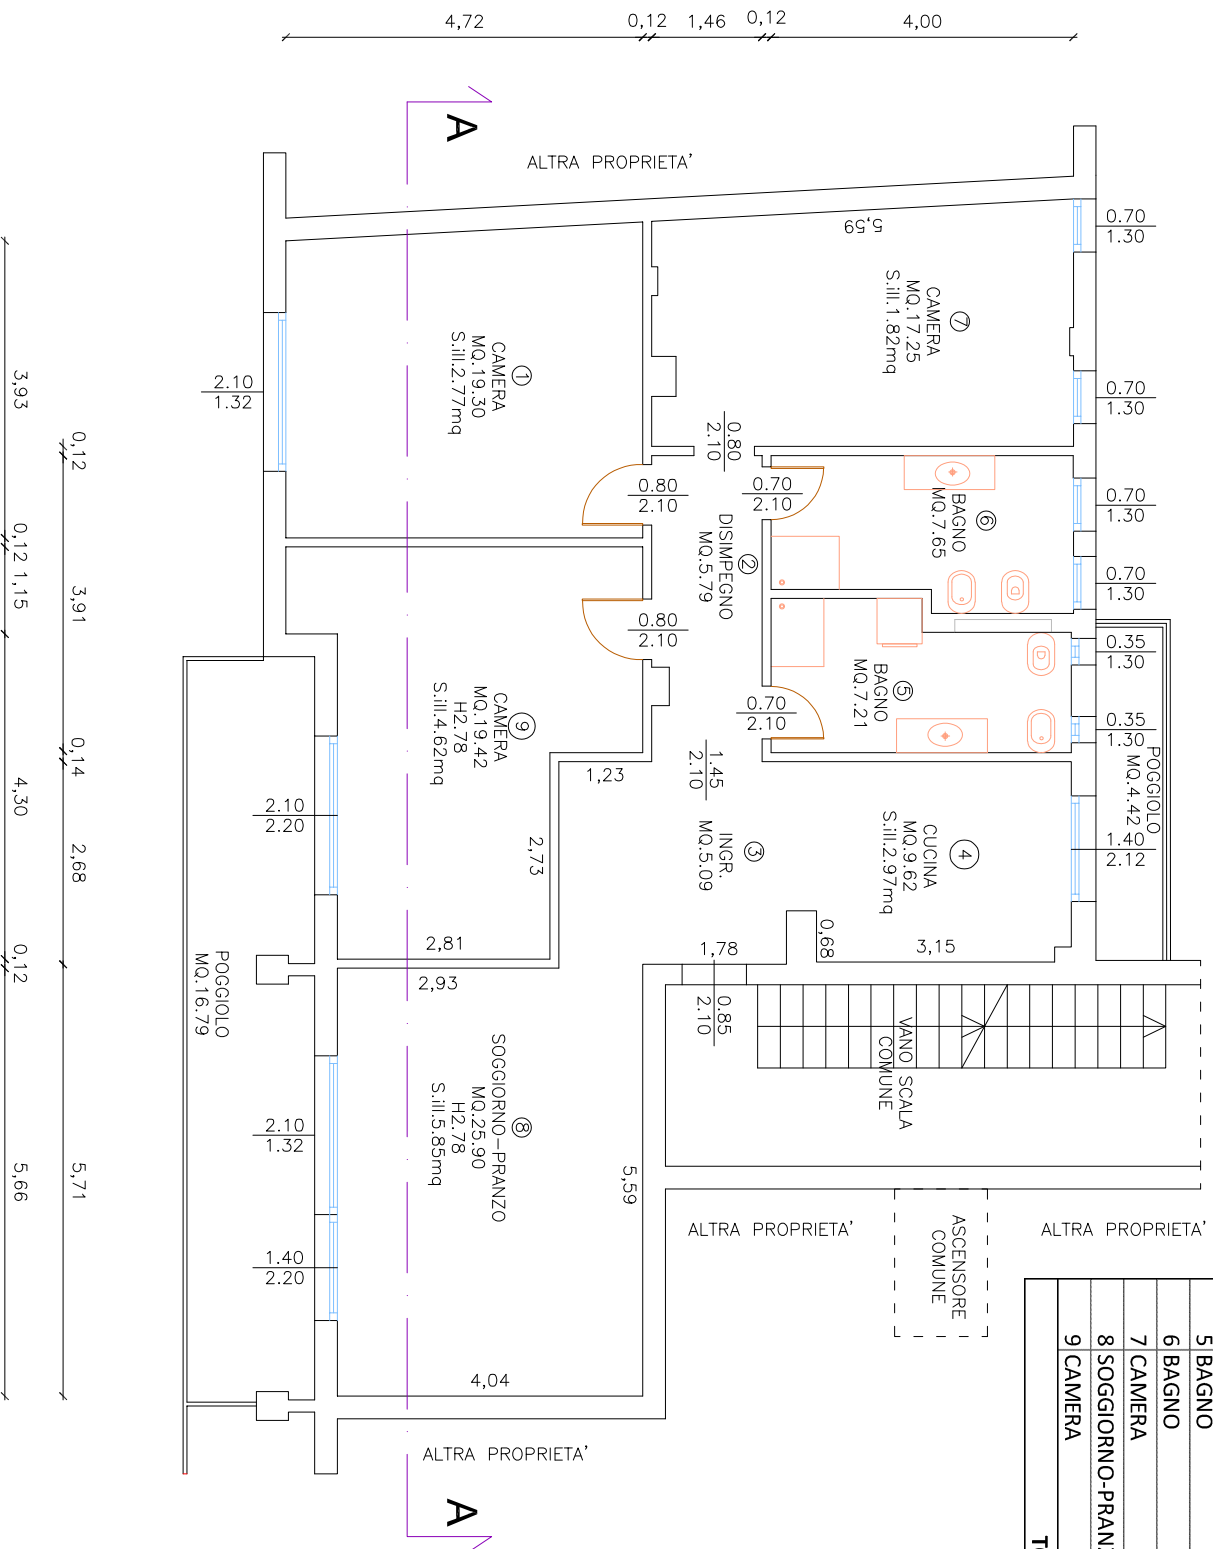 4,72
0,12
1,46
0,12
4,00
A
ALTRA PROPRIETA'
5,59
0.70
1.30
7
CAMERA
MQ.17.25
S.ill.1.82mq
0.70
1.30
1
CAMERA
MQ.19.30
S.ill.2.77mq
2.10
1.32
0.80
2.10
0.80
2.10
0.70
2.10
6
BAGNO
MQ.7.65
0.70
1.30
0.70
1.30
2
DISIMPEGNO
MQ.5.79
0.80
2.10
5
BAGNO
MQ.7.21
0.70
2.10
0.35
1.30
0.35
1.30
POGGIOLO
MQ.4.42
9
CAMERA
MQ.19.42
H2.78
S.ill.4.62mq
1,23
2,73
1.45
2.10
3
INGR.
MQ.5.09
4
CUCINA
MQ.9.62
S.ill.2.97mq
1.40
2.12
2.10
2.20
2,81
2,93
1,78
0,68
3,15
0.85
2.10
VANO SCALA
COMUNE
POGGIOLO
MQ.16.79
8
SOGGIORNO-PRANZO
MQ.25.90
H2.78
S.ill.5.85mq
2.10
1.32
1.40
2.20
5,59
4,04
ALTRA PROPRIETA'
ALTRA PROPRIETA'
ASCENSORE
COMUNE
ALTRA PROPRIETA'
A
3,93
0,12
1,15
4,30
0,12
5,66
0,12
3,91
0,14
2,68
5,71
5 BAGNO
6 BAGNO
7 CAMERA
8 SOGGIORNO-PRAN
9 CAMERA